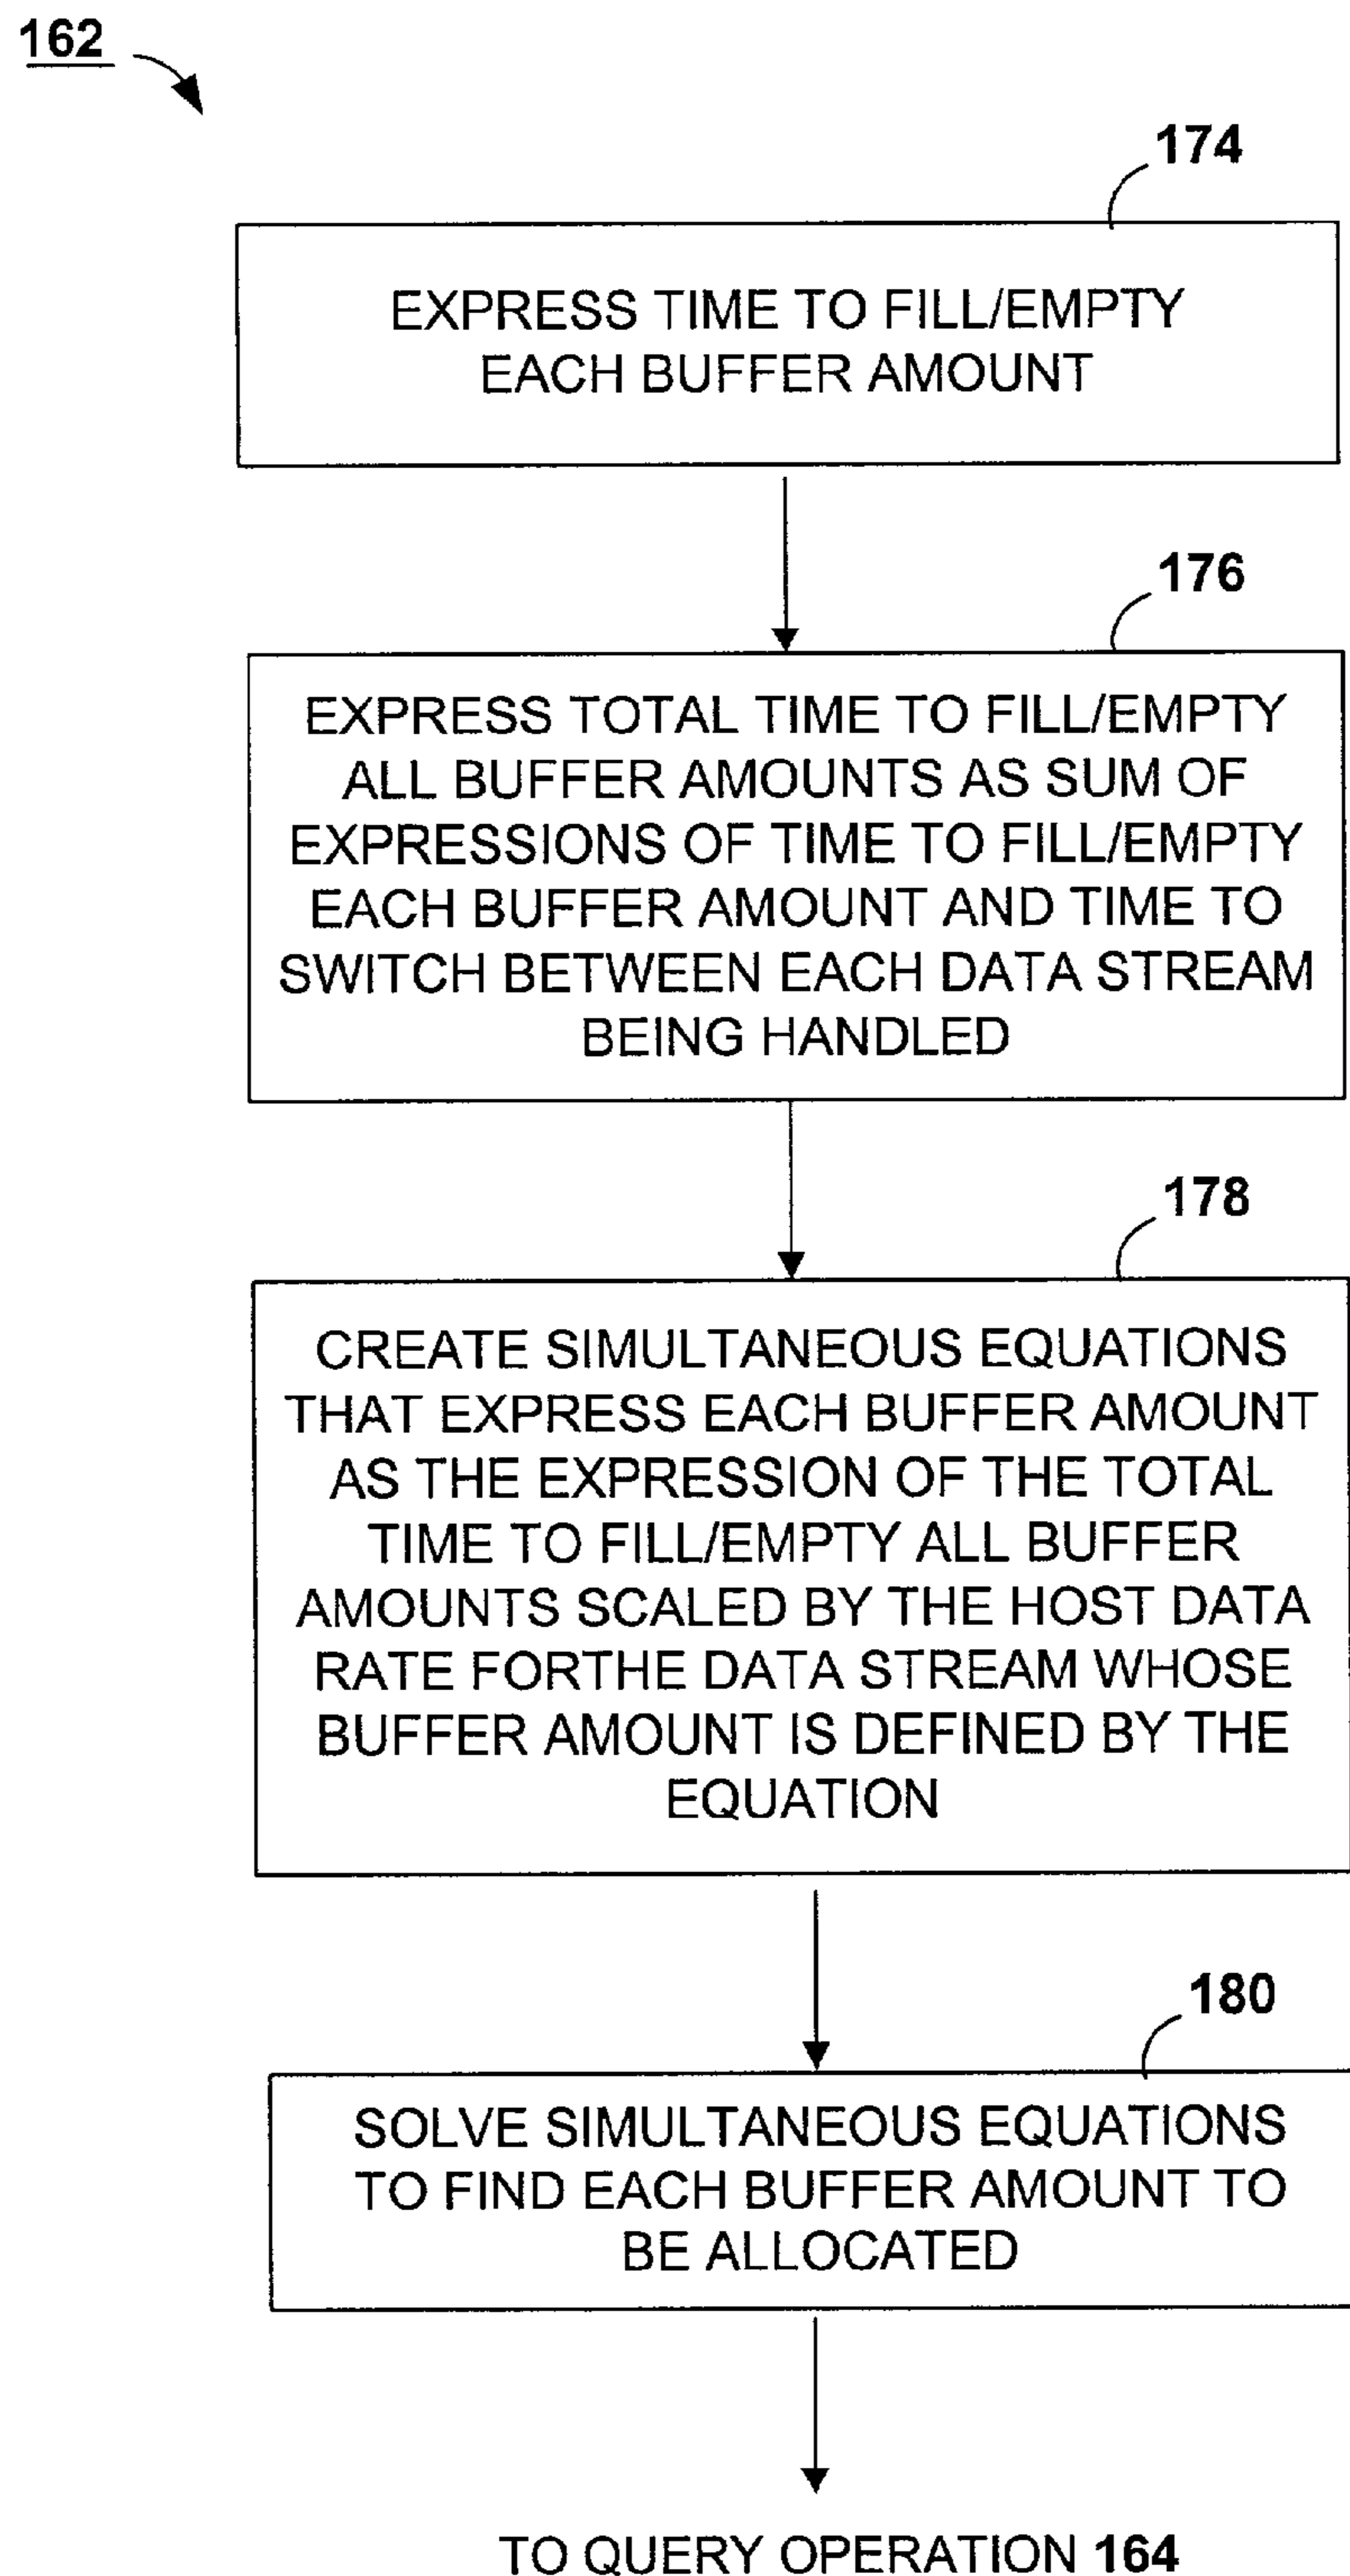 162
174
EXPRESS TIME TO FILL/EMPTY
EACH BUFFER AMOUNT
176
EXPRESS TOTAL TIME TO FILL/EMPTY
ALL BUFFER AMOUNTS AS SUM OF
EXPRESSIONS OF TIME TO FILL/EMPTY
EACH BUFFER AMOUNT AND TIME TO
SWITCH BETWEEN EACH DATA STREAM
BEING HANDLED
178
CREATE SIMULTANEOUS EQUATIONS
THAT EXPRESS EACH BUFFER AMOUNT
AS THE EXPRESSION OF THE TOTAL
TIME TO FILL/EMPTY ALL BUFFER
AMOUNTS SCALED BY THE HOST DATA
RATE FORTHE DATA STREAM WHOSE
BUFFER AMOUNT IS DEFINED BY THE
EQUATION
180
SOLVE SIMULTANEOUS EQUATIONS
TO FIND EACH BUFFER AMOUNT TO
BE ALLOCATED
TO QUERY OPERATION 164